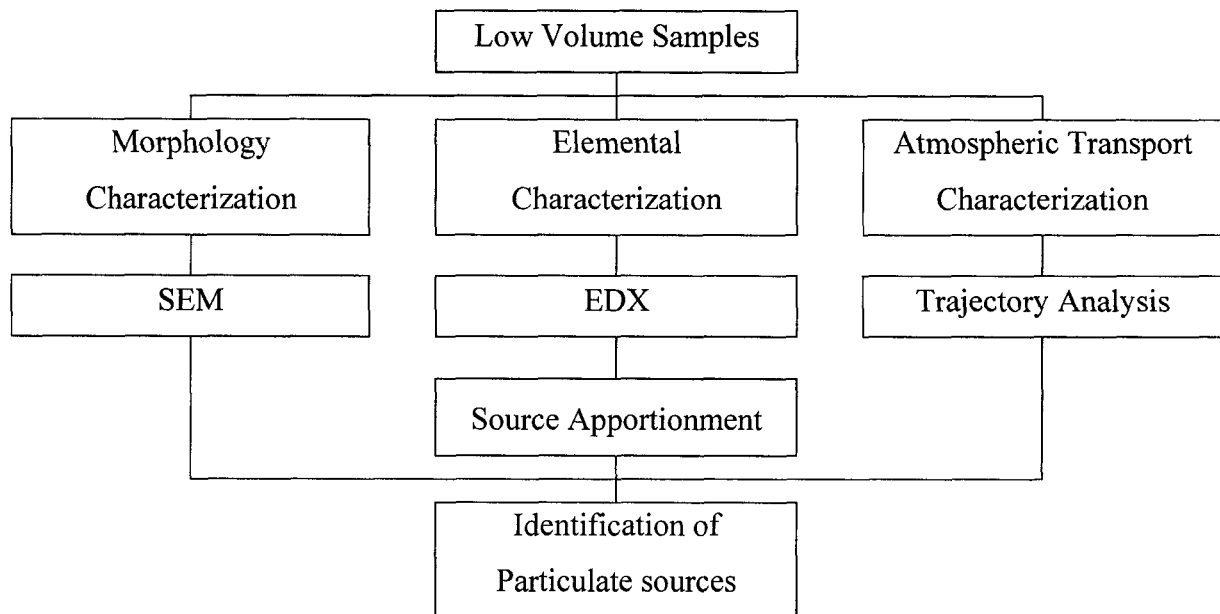 Low Volume Samples
Morphology
Characterization
Elemental
Characterization
Atmospheric Transport
Characterization
SEM
EDX
Trajectory Analysis
Source Apportionment
Identification of
Particulate sources